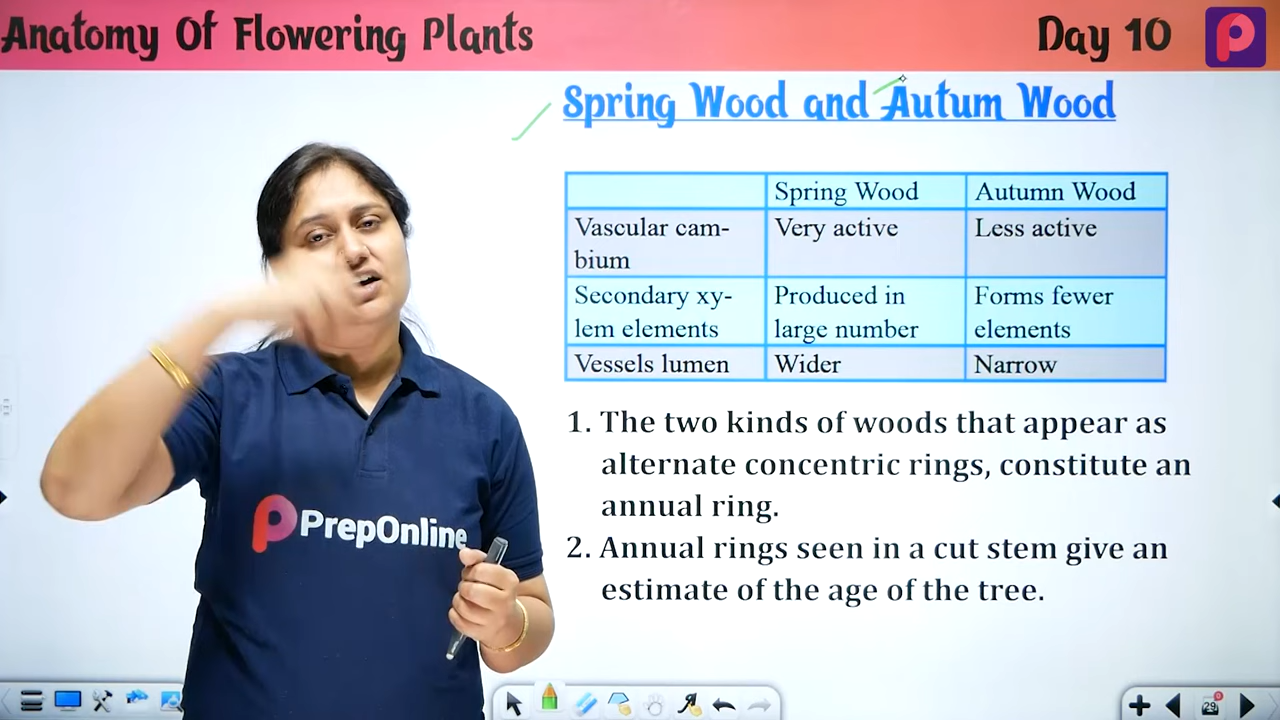 Anatomy Of Flowering Plants
Day 10
Spring Wood and Autum Wood
Spring Wood
Autumn Wood
Vascular cam-
bium
Very active
Less active
Secondary xy-
lem elements
Produced in
large number
Forms fewer
elements
Vessels lumen
Wider
Narrow
1. The two kinds of woods that appear as
alternate concentric rings, constitute an
annual ring.
2. Annual rings seen in a cut stem give an
estimate of the age of the tree.
PrepOnline
29